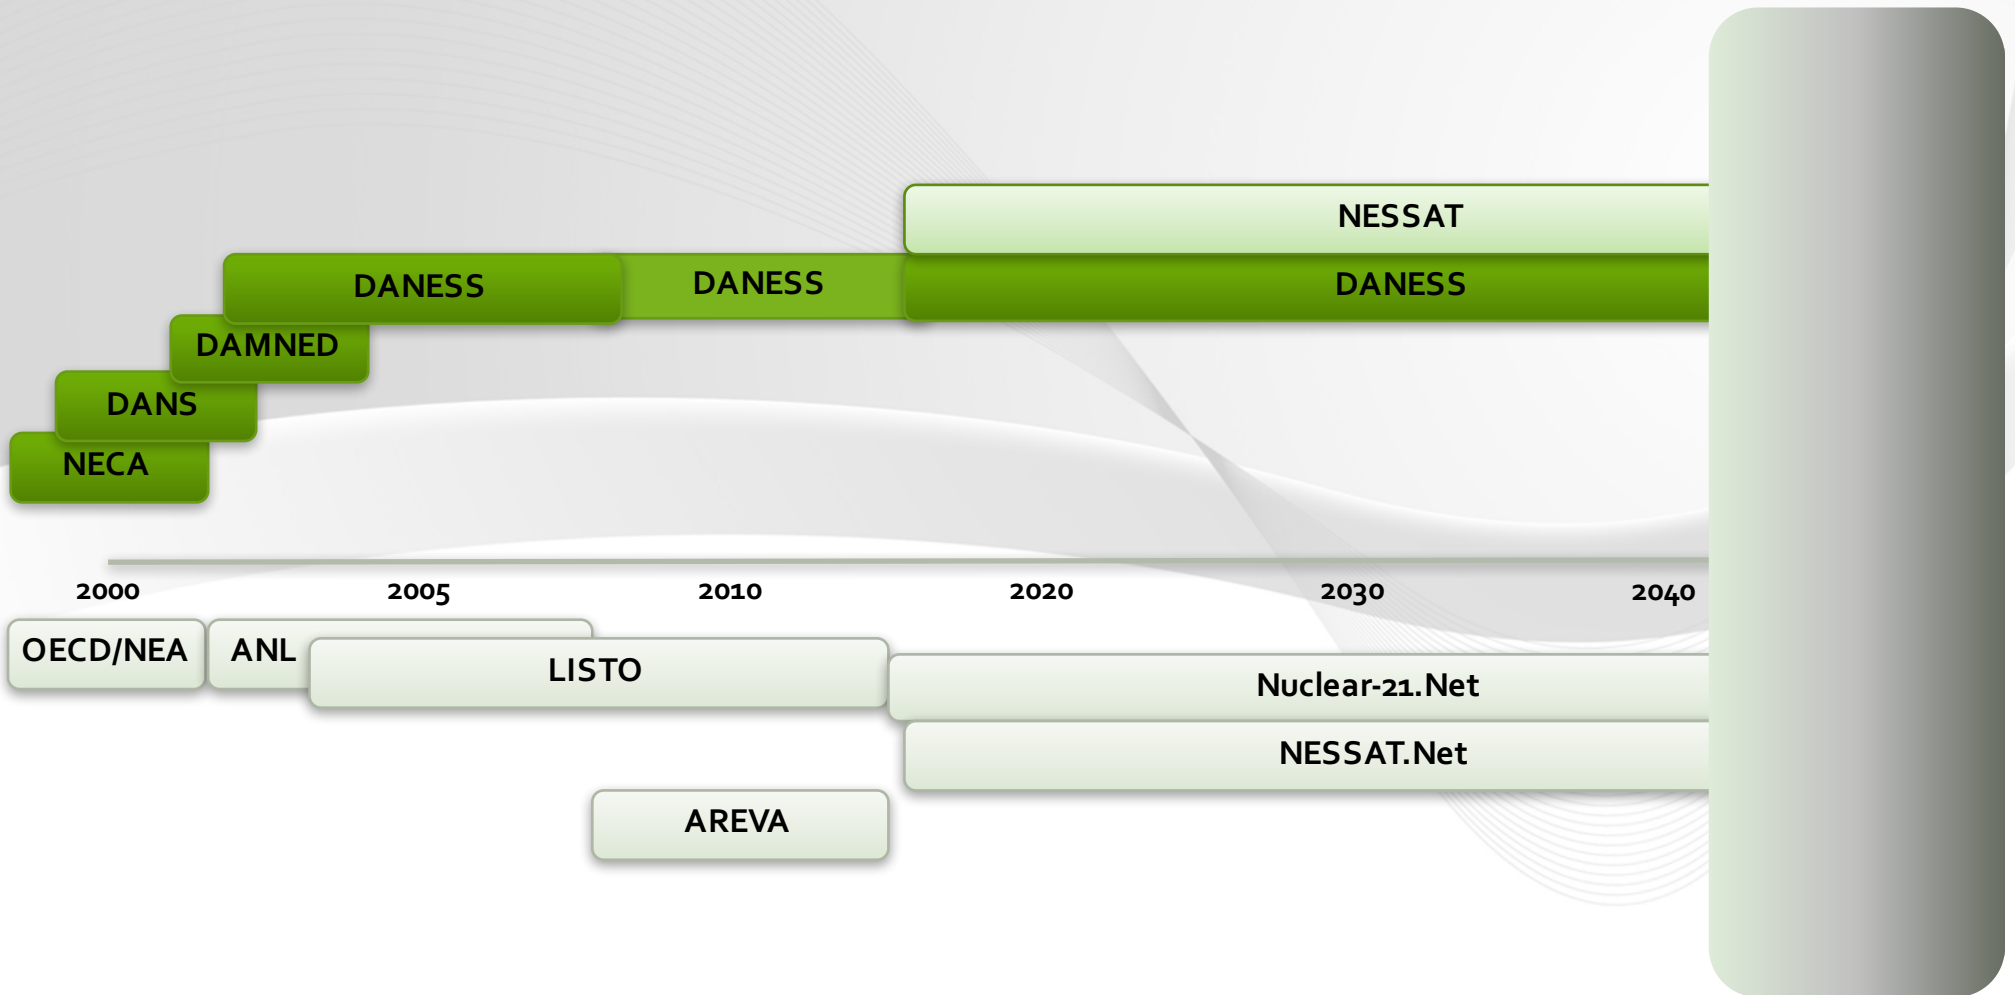 NESSAT
DANESS
DANESS
DANESS
DAMNED
DANS
NECA
2000
2005
2010
2020
2030
2040
OECD/NEA
ANL
LISTO
Nuclear-21.Net
NESSAT.Net
AREVA